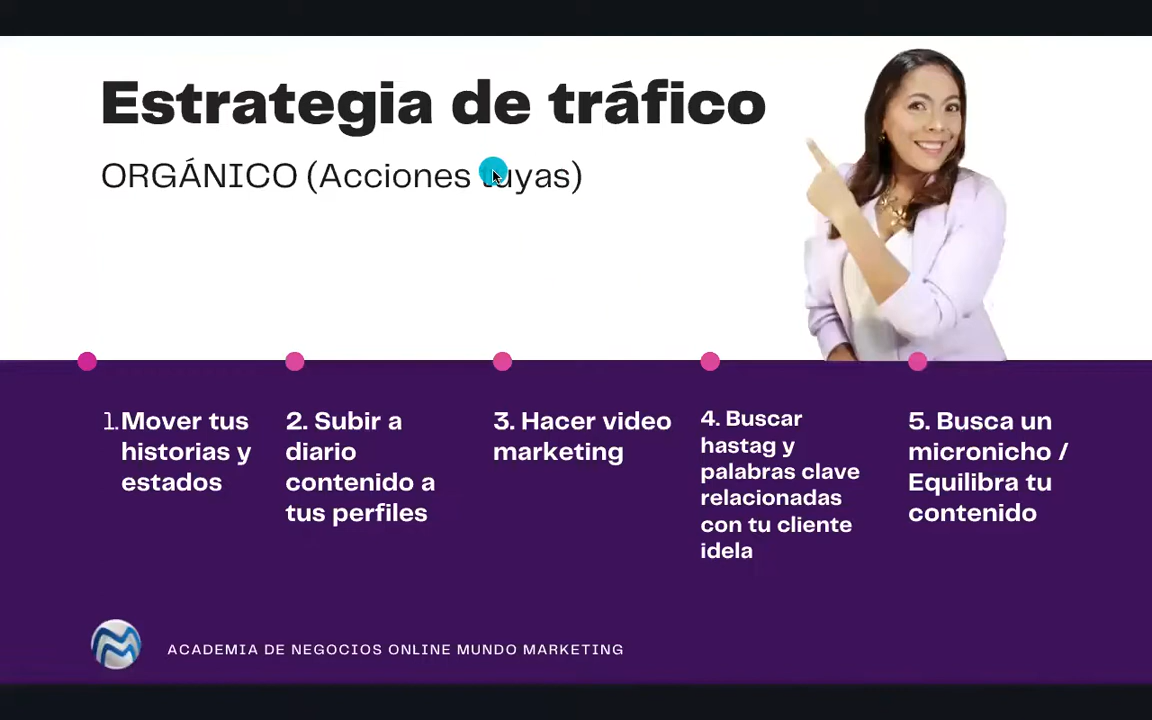 Estrategia de tráfico
ORGÁNICO (Acciones tuyas)
1. Mover tus
historias y
estados
2. Subir a
diario
contenido a
tus perfiles
3. Hacer video
marketing
4. Buscar
hastag y
palabras clave
relacionadas
con tu cliente
idela
5. Busca un
micronicho /
Equilibra tu
contenido
ACADEMIA DE NEGOCIOS ONLINE MUNDO MARKETING